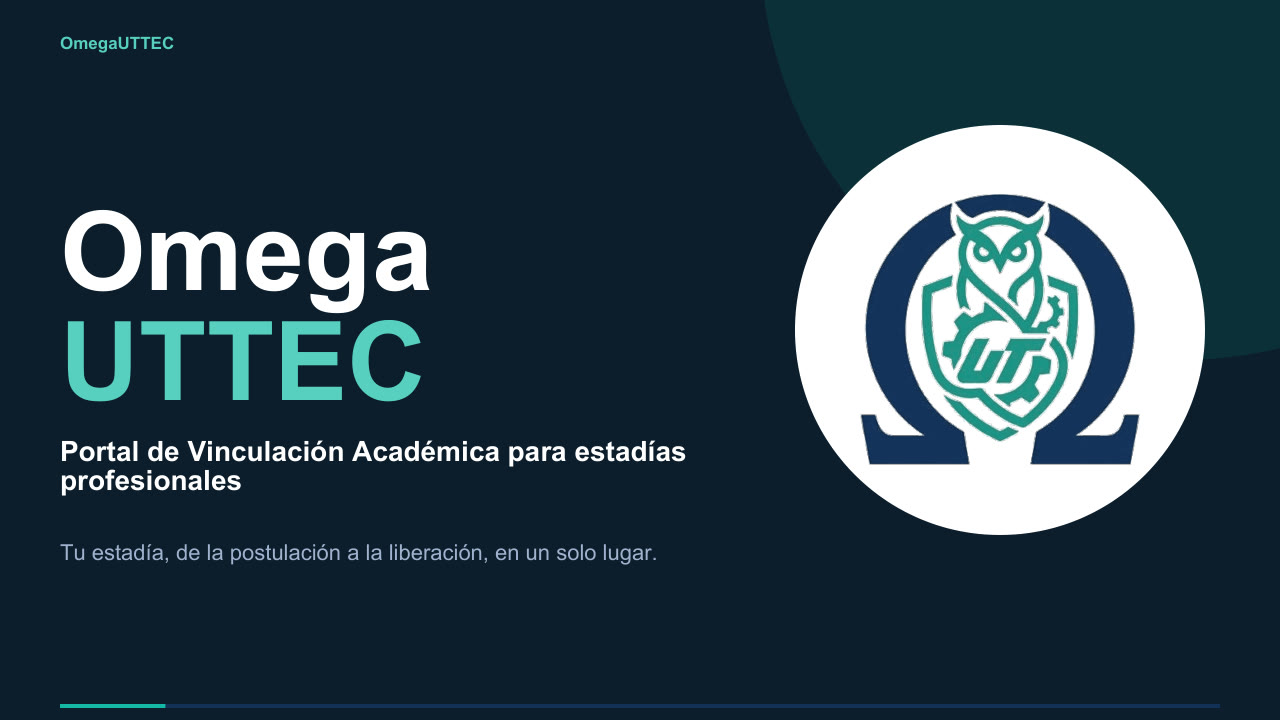 OmegaUTTEC
Omega
UTTEC
Portal de Vinculación Académica para estadías
profesionales
Tu estadía, de la postulación a la liberación, en un solo lugar.
UT